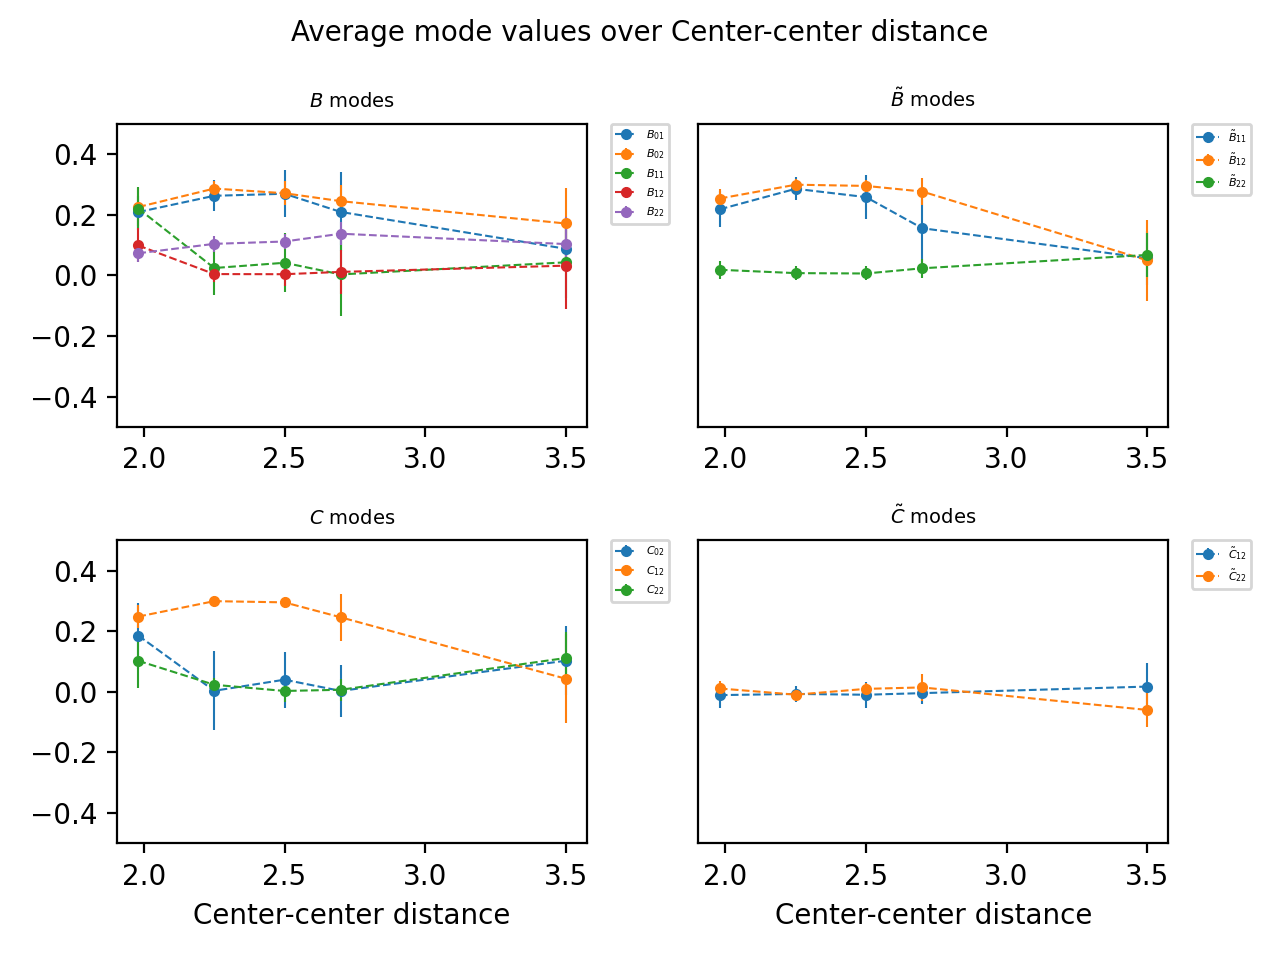 Average mode values over Center-center distance
B modes
0.4
0.2
0.0
−0.2
−0.4
2.0 2.5 3.0 3.5
B₀₁
B₀₂
B₁₁
B₁₂
B₂₂
B̃ modes
2.0 2.5 3.0 3.5
B̃₁₁
B̃₁₂
B̃₂₂
C modes
0.4
0.2
0.0
−0.2
−0.4
2.0 2.5 3.0 3.5
Center-center distance
C₀₂
C₁₂
C₂₂
C̃ modes
2.0 2.5 3.0 3.5
Center-center distance
C̃₁₂
C̃₂₂